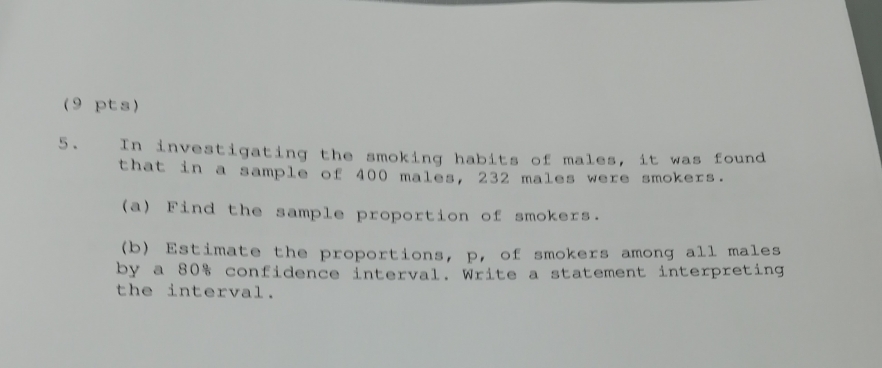 (9 pts)
5. In investigating the smoking habits of males, it was found
that in a sample of 400 males, 232 males were smokers.
(a) Find the sample proportion of smokers.
(b) Estimate the proportions, p, of smokers among all males
by a 80% confidence interval. Write a statement interpreting
the interval.